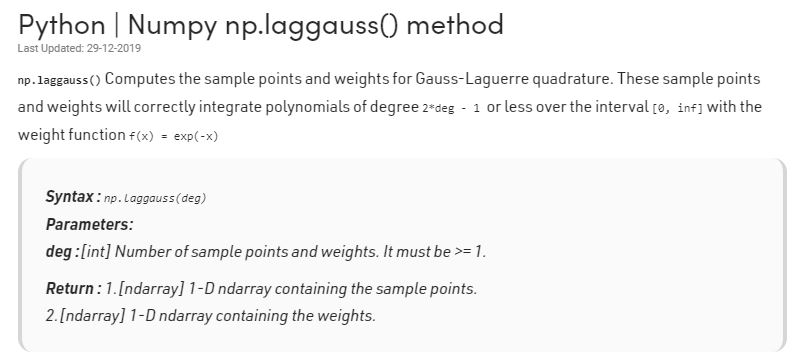 Python | Numpy np.laggauss() method
Last Updated: 29-12-2019
np.laggauss() Computes the sample points and weights for Gauss-Laguerre quadrature. These sample points
and weights will correctly integrate polynomials of degree 2*deg - 1 or less over the interval [0, inf] with the
weight function f(x) = exp(-x)
Syntax : np.laggauss(deg)
Parameters:
deg :[int] Number of sample points and weights. It must be >= 1.
Return : 1.[ndarray] 1-D ndarray containing the sample points.
2.[ndarray] 1-D ndarray containing the weights.